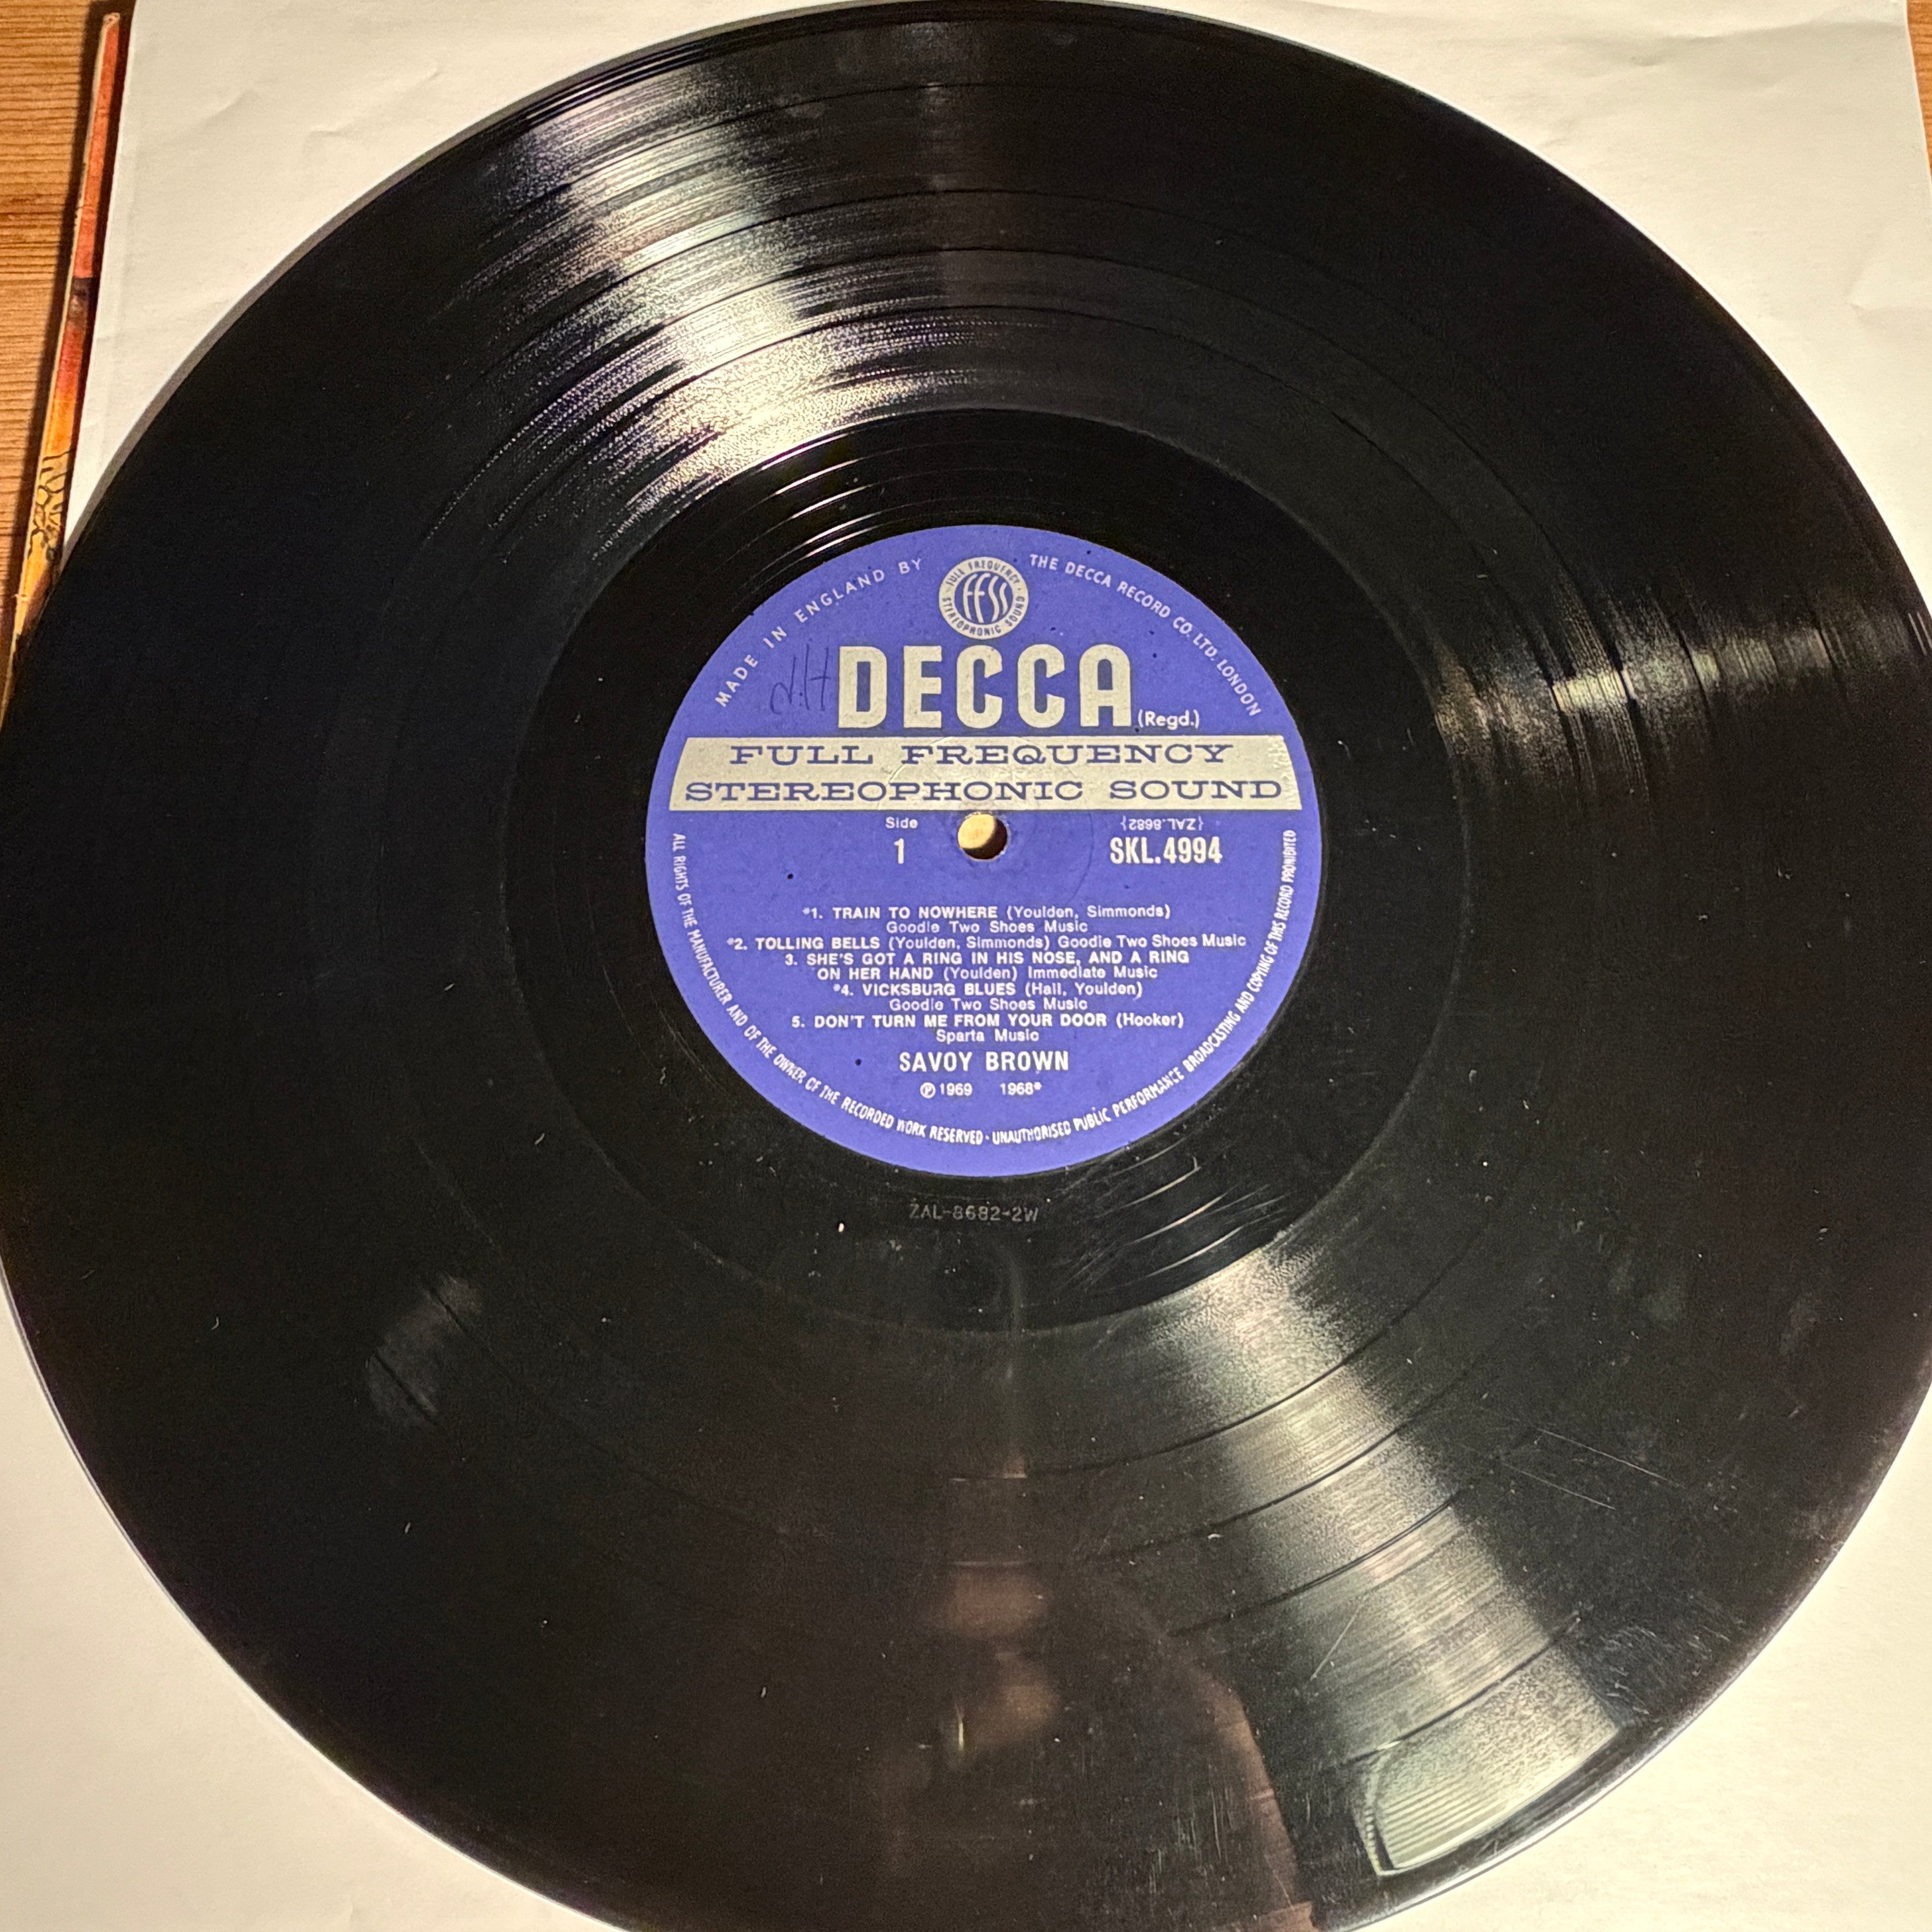 MADE IN ENGLAND BY
THE DECCA RECORD CO. LTD. LONDON
FULL FREQUENCY
FFSS
STEREOPHONIC SOUND
J.H
DECCA (Regd.)
FULL FREQUENCY
STEREOPHONIC SOUND
Side
1
{ZAL.8682}
SKL.4994
*1. TRAIN TO NOWHERE (Youlden, Simmonds)
Goodie Two Shoes Music
*2. TOLLING BELLS (Youlden, Simmonds) Goodie Two Shoes Music
3. SHE'S GOT A RING IN HIS NOSE, AND A RING
ON HER HAND (Youlden) Immediate Music
*4. VICKSBURG BLUES (Hall, Youlden)
Goodie Two Shoes Music
5. DON'T TURN ME FROM YOUR DOOR (Hooker)
Sparta Music
SAVOY BROWN
℗ 1969 1968*
ALL RIGHTS OF THE MANUFACTURER AND OF THE OWNER OF THE RECORDED WORK RESERVED · UNAUTHORISED PUBLIC PERFORMANCE BROADCASTING AND COPYING OF THIS RECORD PROHIBITED
ZAL-8682-2W